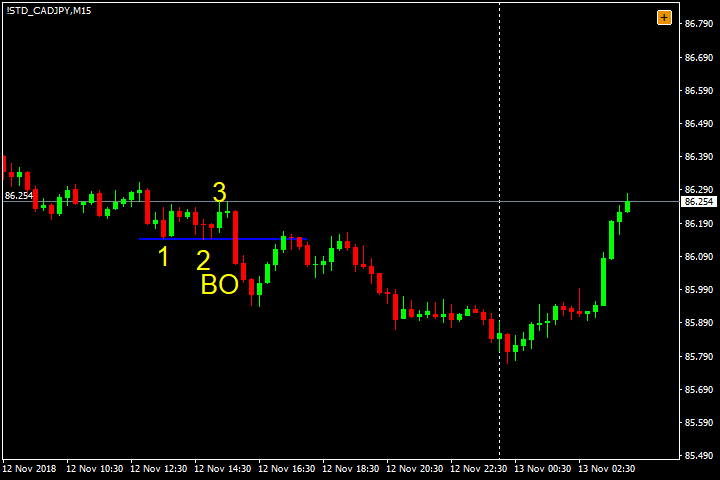 !STD_CADJPY,M15
+
86.790
86.690
86.590
86.490
86.390
86.290
86.254
86.254
86.190
86.090
85.990
85.890
85.790
85.690
85.590
85.490
3
1
2
BO
12 Nov 2018
12 Nov 10:30
12 Nov 12:30
12 Nov 14:30
12 Nov 16:30
12 Nov 18:30
12 Nov 20:30
12 Nov 22:30
13 Nov 00:30
13 Nov 02:30